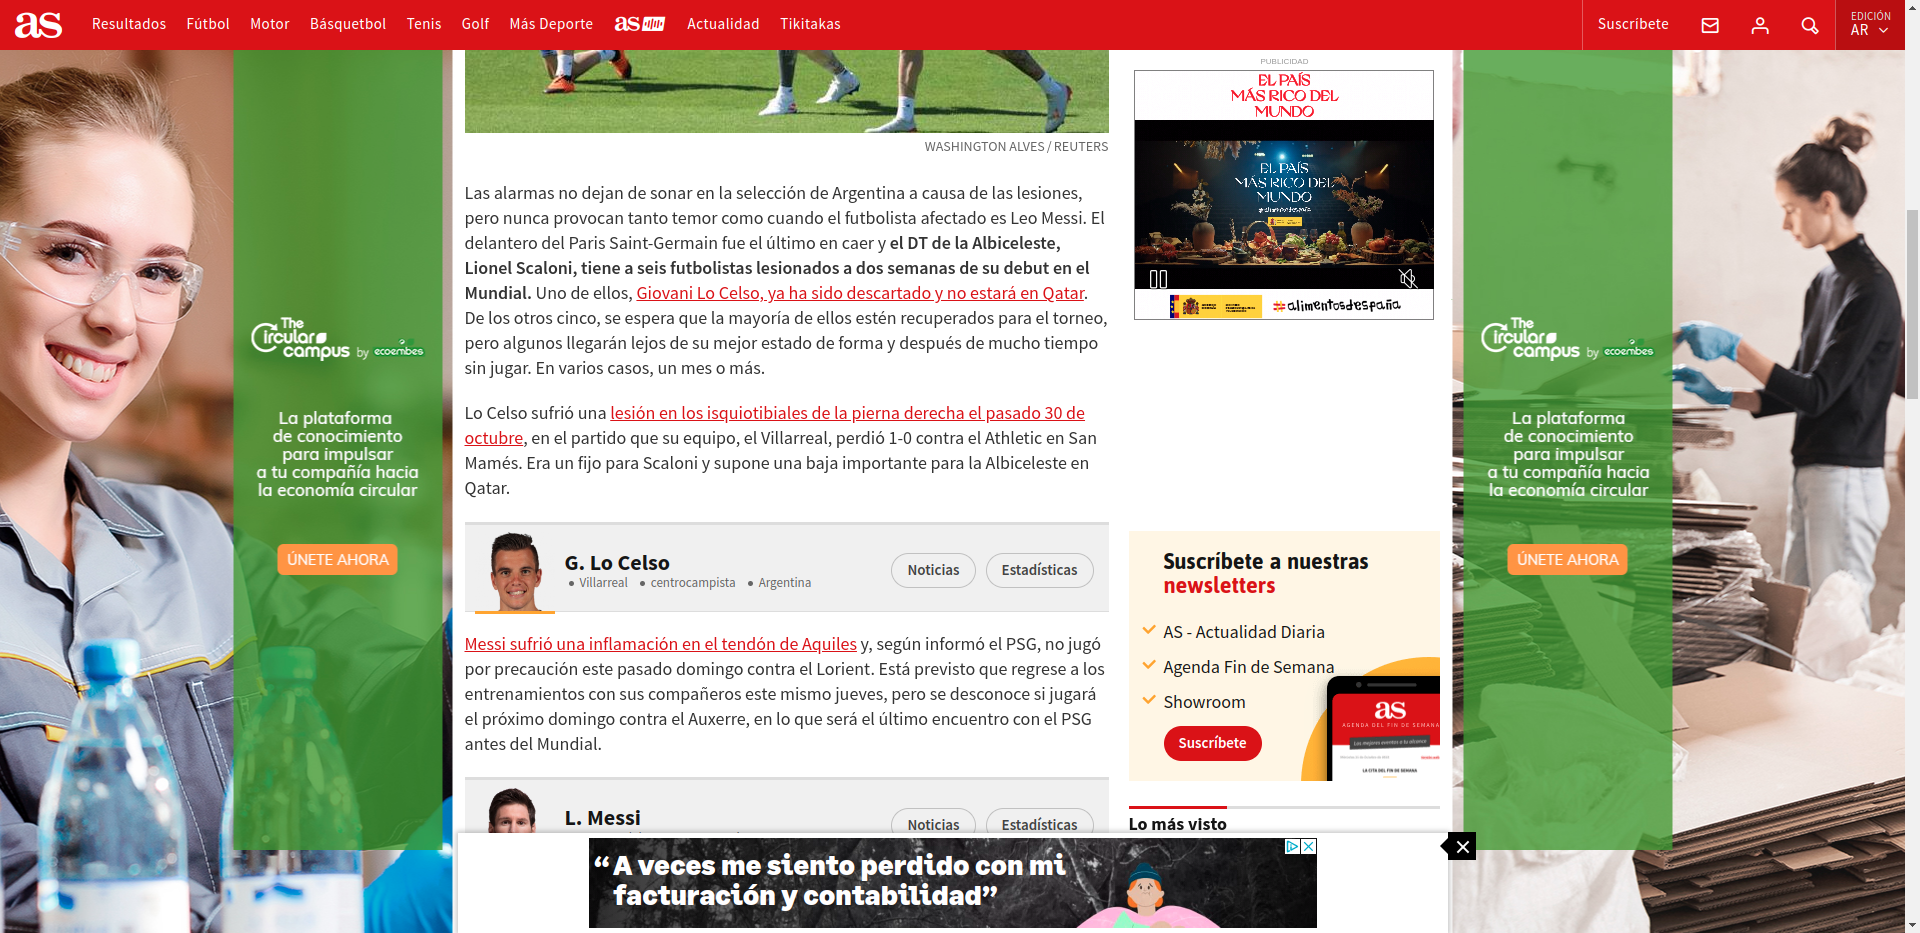 as
Resultados Fútbol Motor Básquetbol Tenis Golf Más Deporte as Actualidad Tikitakas
Suscríbete
EDICIÓN
AR
WASHINGTON ALVES / REUTERS
Las alarmas no dejan de sonar en la selección de Argentina a causa de las lesiones,
pero nunca provocan tanto temor como cuando el futbolista afectado es Leo Messi. El
delantero del Paris Saint-Germain fue el último en caer y el DT de la Albiceleste,
Lionel Scaloni, tiene a seis futbolistas lesionados a dos semanas de su debut en el
Mundial. Uno de ellos, Giovani Lo Celso, ya ha sido descartado y no estará en Qatar.
De los otros cinco, se espera que la mayoría de ellos estén recuperados para el torneo,
pero algunos llegarán lejos de su mejor estado de forma y después de mucho tiempo
sin jugar. En varios casos, un mes o más.
Lo Celso sufrió una lesión en los isquiotibiales de la pierna derecha el pasado 30 de
octubre, en el partido que su equipo, el Villarreal, perdió 1-0 contra el Athletic en San
Mamés. Era un fijo para Scaloni y supone una baja importante para la Albiceleste en
Qatar.
G. Lo Celso
Villarreal centrocampista Argentina
Noticias Estadísticas
Messi sufrió una inflamación en el tendón de Aquiles y, según informó el PSG, no jugó
por precaución este pasado domingo contra el Lorient. Está previsto que regrese a los
entrenamientos con sus compañeros este mismo jueves, pero se desconoce si jugará
el próximo domingo contra el Auxerre, en lo que será el último encuentro con el PSG
antes del Mundial.
L. Messi
Noticias Estadísticas
PUBLICIDAD
EL PAÍS
MÁS RICO DEL
MUNDO
EL PAÍS
MÁS RICO DEL
MUNDO
#alimentosdespaña
Suscríbete a nuestras
newsletters
AS - Actualidad Diaria
Agenda Fin de Semana
Showroom
Suscríbete
as
AGENDA DEL FIN DE SEMANA
LA CITA DEL FIN DE SEMANA
Lo más visto
The
Circular
campus by ecoembes
La plataforma
de conocimiento
para impulsar
a tu compañía hacia
la economía circular
ÚNETE AHORA
The
Circular
campus by ecoembes
La plataforma
de conocimiento
para impulsar
a tu compañía hacia
la economía circular
ÚNETE AHORA
“A veces me siento perdido con mi
facturación y contabilidad”